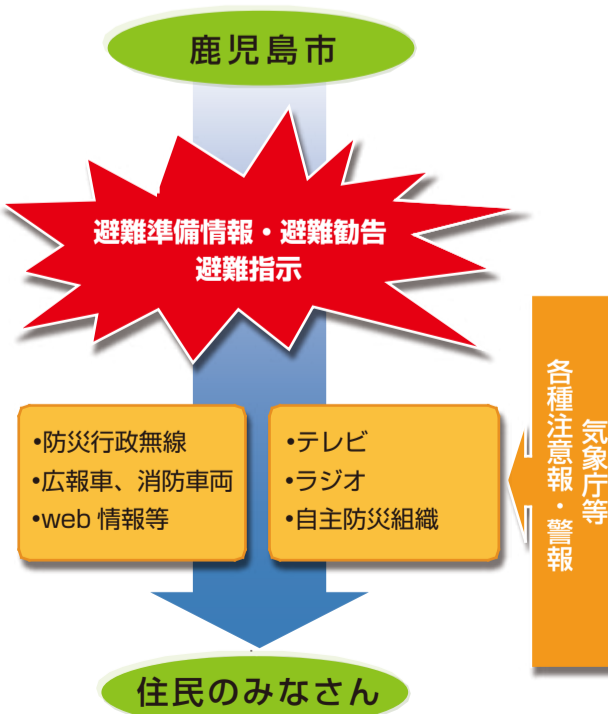 鹿児島市
避難準備情報・避難勧告
避難指示
•防災行政無線
•広報車、消防車両
•web 情報等
•テレビ
•ラジオ
•自主防災組織
気象庁等
各種注意報・警報
住民のみなさん